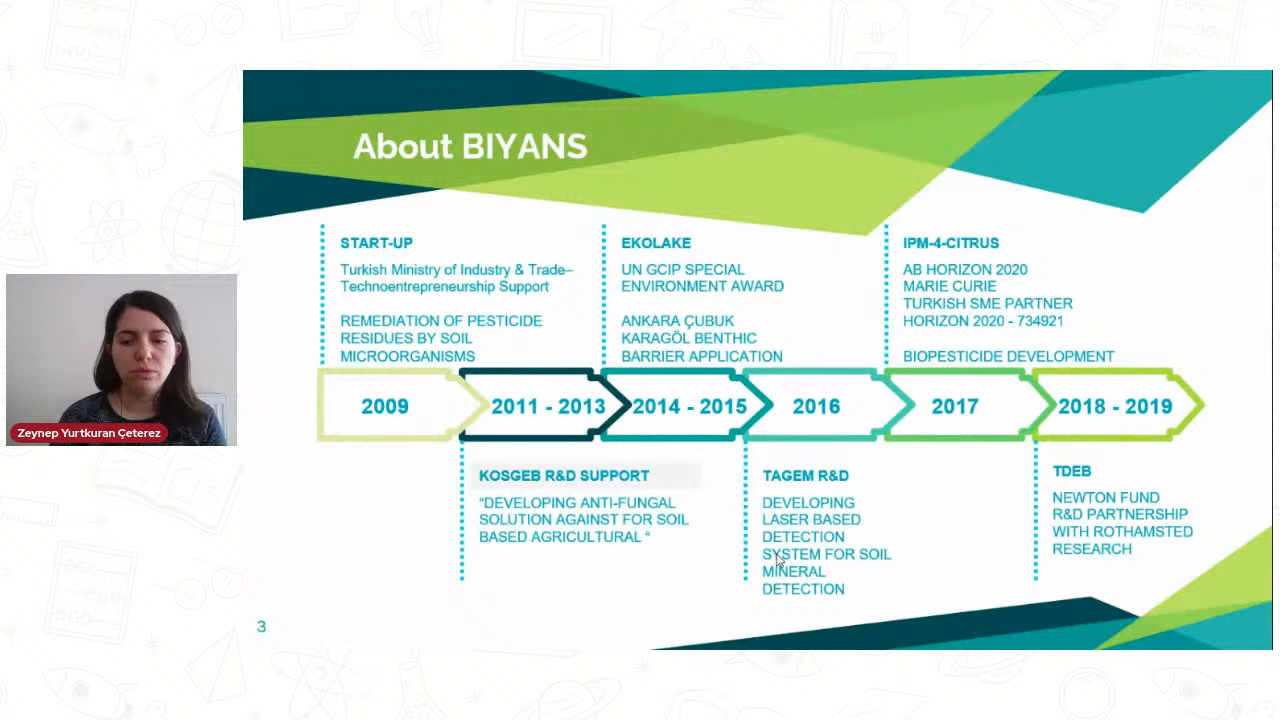 About BIYANS
START-UP
Turkish Ministry of Industry & Trade–
Technoentrepreneurship Support
REMEDIATION OF PESTICIDE
RESIDUES BY SOIL
MICROORGANISMS
EKOLAKE
UN GCIP SPECIAL
ENVIRONMENT AWARD
ANKARA ÇUBUK
KARAGÖL BENTHIC
BARRIER APPLICATION
IPM-4-CITRUS
AB HORIZON 2020
MARIE CURIE
TURKISH SME PARTNER
HORIZON 2020 - 734921
BIOPESTICIDE DEVELOPMENT
2009
2011 - 2013
2014 - 2015
2016
2017
2018 - 2019
KOSGEB R&D SUPPORT
“DEVELOPING ANTI-FUNGAL
SOLUTION AGAINST FOR SOIL
BASED AGRICULTURAL “
TAGEM R&D
DEVELOPING
LASER BASED
DETECTION
SYSTEM FOR SOIL
MINERAL
DETECTION
TDEB
NEWTON FUND
R&D PARTNERSHIP
WITH ROTHAMSTED
RESEARCH
3
Zeynep Yurtkuran Çeterez